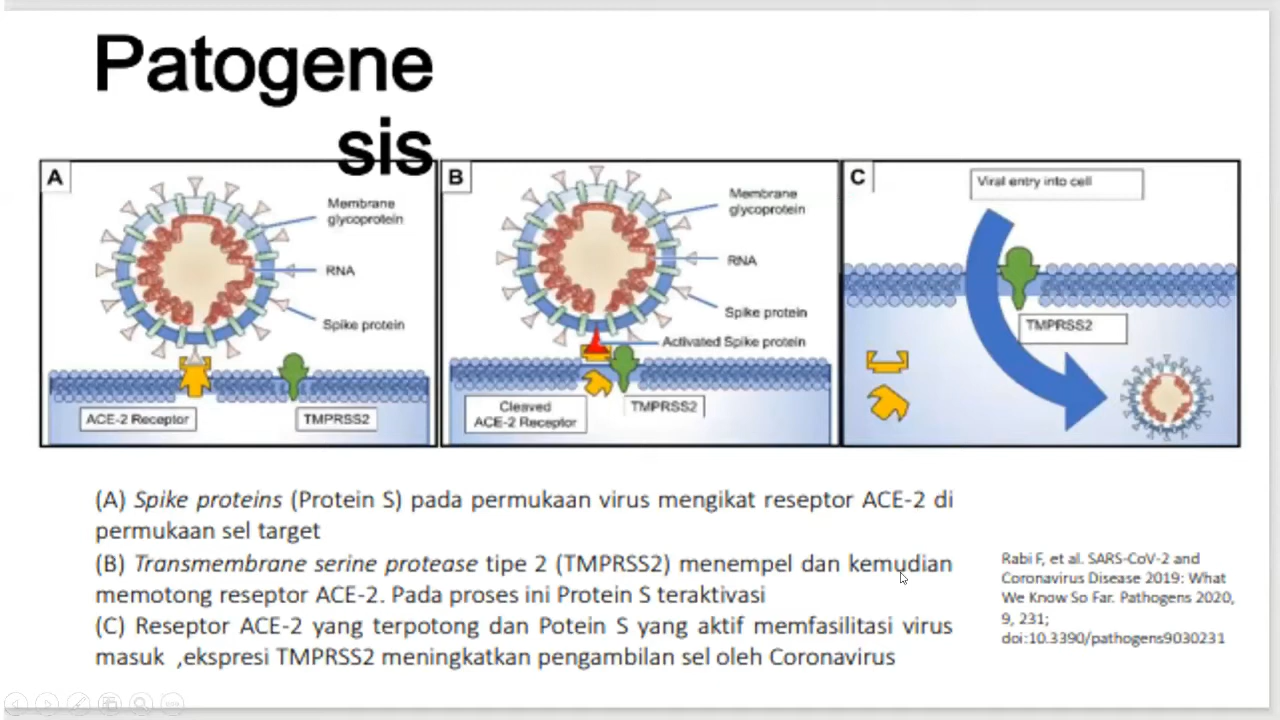 Patogene
sis
A
Membrane
glycoprotein
RNA
Spike protein
ACE-2 Receptor
TMPRSS2
B
Membrane
glycoprotein
RNA
Spike protein
Activated Spike protein
Cleaved
ACE-2 Receptor
TMPRSS2
C
Viral entry into cell
TMPRSS2
(A) Spike proteins (Protein S) pada permukaan virus mengikat reseptor ACE-2 di
permukaan sel target
(B) Transmembrane serine protease tipe 2 (TMPRSS2) menempel dan kemudian
memotong reseptor ACE-2. Pada proses ini Protein S teraktivasi
(C) Reseptor ACE-2 yang terpotong dan Potein S yang aktif memfasilitasi virus
masuk ,ekspresi TMPRSS2 meningkatkan pengambilan sel oleh Coronavirus
Rabi F, et al. SARS-CoV-2 and
Coronavirus Disease 2019: What
We Know So Far. Pathogens 2020,
9, 231;
doi:10.3390/pathogens9030231